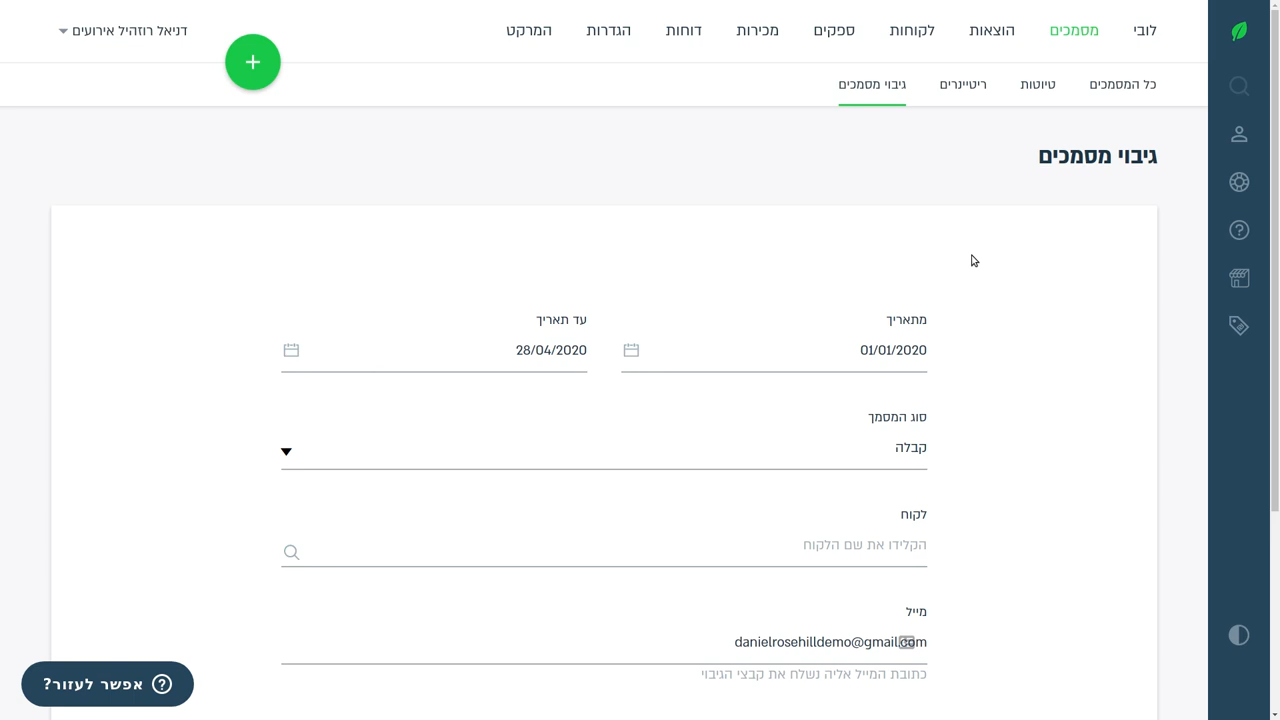 לובי מסמכים הוצאות לקוחות ספקים מכירות דוחות הגדרות המרקט דניאל רוזהיל אירועים
+
כל המסמכים טיוטות ריטיינרים גיבוי מסמכים
גיבוי מסמכים
מתאריך עד תאריך
01/01/2020 28/04/2020
סוג המסמך
קבלה
לקוח
הקלידו את שם הלקוח
מייל
danielrosehilldemo@gmail.com
כתובת המייל אליה נשלח את קבצי הגיבוי
אפשר לעזור?